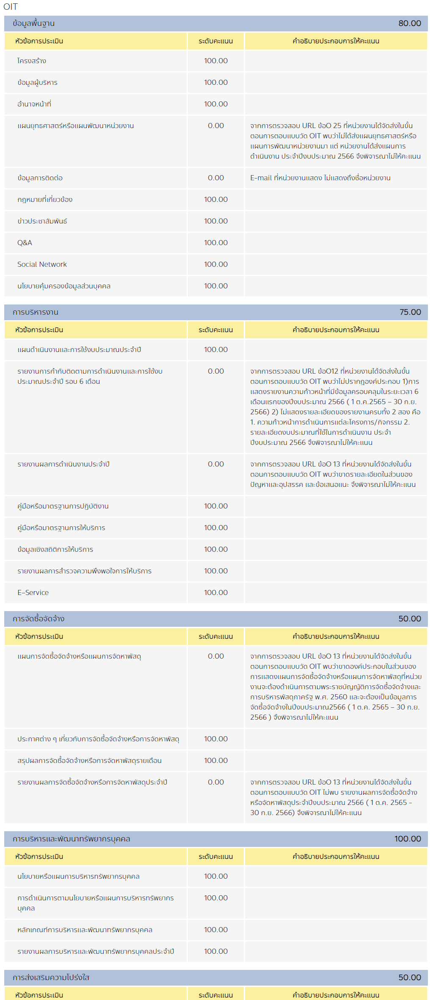 OIT
ข้อมูลพื้นฐาน 80.00
หัวข้อการประเมิน ระดับคะแนน คำอธิบายประกอบการให้คะแนน
โครงสร้าง 100.00
ข้อมูลผู้บริหาร 100.00
อำนาจหน้าที่ 100.00
แผนยุทธศาสตร์หรือแผนพัฒนาหน่วยงาน 0.00 จากการตรวจสอบ URL ข้อO 25 ที่หน่วยงานได้จัดส่งในขั้น
ตอนการตอบแบบวัด OIT พบว่าไม่ได้ส่งแผนยุทธศาสตร์หรือ
แผนการพัฒนาหน่วยงานมา แต่ หน่วยงานได้ส่งแผนการ
ดำเนินงาน ประจำปีงบประมาณ 2566 จึงพิจารณาไม่ให้คะแนน
ข้อมูลการติดต่อ 0.00 E-mail ที่หน่วยงานแสดง ไม่แสดงถึงชื่อหน่วยงาน
กฎหมายที่เกี่ยวข้อง 100.00
ข่าวประชาสัมพันธ์ 100.00
Q&A 100.00
Social Network 100.00
นโยบายคุ้มครองข้อมูลส่วนบุคคล 100.00
การบริหารงาน 75.00
หัวข้อการประเมิน ระดับคะแนน คำอธิบายประกอบการให้คะแนน
แผนดำเนินงานและการใช้งบประมาณประจำปี 100.00
รายงานการกำกับติดตามการดำเนินงานและการใช้งบ 0.00 จากการตรวจสอบ URL ข้อO12 ที่หน่วยงานได้จัดส่งในขั้น
ประมาณประจำปี รอบ 6 เดือน ตอนการตอบแบบวัด OIT พบว่าไม่ปรากฏองค์ประกอบ 1)การ
แสดงรายงานความก้าวหน้าที่มีข้อมูลครอบคลุมในระยะเวลา 6
เดือนแรกของปีงบประมาณ 2566 ( 1 ต.ค.2565 – 30 ก.ย.
2566) 2) ไม่แสดงรายละเอียดของรายงานครบทั้ง 2 สอง คือ
1. ความก้าวหน้าการดำเนินการแต่ละโครงการ/กิจกรรม 2.
รายละเอียดงบประมาณที่ใช้ในการดำเนินงาน ประจำ
ปีงบประมาณ 2566 จึงพิจารณาไม่ให้คะแนน
รายงานผลการดำเนินงานประจำปี 0.00 จากการตรวจสอบ URL ข้อO 13 ที่หน่วยงานได้จัดส่งในขั้น
ตอนการตอบแบบวัด OIT พบว่าขาดรายละเอียดในส่วนของ
ปัญหาและอุปสรรค และข้อเสนอแนะ จึงพิจารณาไม่ให้คะแนน
คู่มือหรือมาตรฐานการปฏิบัติงาน 100.00
คู่มือหรือมาตรฐานการให้บริการ 100.00
ข้อมูลเชิงสถิติการให้บริการ 100.00
รายงานผลการสำรวจความพึงพอใจการให้บริการ 100.00
E–Service 100.00
การจัดซื้อจัดจ้าง 50.00
หัวข้อการประเมิน ระดับคะแนน คำอธิบายประกอบการให้คะแนน
แผนการจัดซื้อจัดจ้างหรือแผนการจัดหาพัสดุ 0.00 จากการตรวจสอบ URL ข้อO 13 ที่หน่วยงานได้จัดส่งในขั้น
ตอนการตอบแบบวัด OIT พบว่าขาดองค์ประกอบในส่วนของ
การแสดงแผนการจัดซื้อจัดจ้างหรือแผนการจัดหาพัสดุที่หน่วย
งานจะต้องดำเนินการตามพระราชบัญญัติการจัดซื้อจัดจ้างและ
การบริหารพัสดุภาครัฐ พ.ศ. 2560 และจะต้องเป็นข้อมูลการ
จัดซื้อจัดจ้างในปีงบประมาณ2566 ( 1 ต.ค. 2565 – 30 ก.ย.
2566 ) จึงพิจารณาไม่ให้คะแนน
ประกาศต่าง ๆ เกี่ยวกับการจัดซื้อจัดจ้างหรือการจัดหาพัสดุ 100.00
สรุปผลการจัดซื้อจัดจ้างหรือการจัดหาพัสดุรายเดือน 100.00
รายงานผลการจัดซื้อจัดจ้างหรือการจัดหาพัสดุประจำปี 0.00 จากการตรวจสอบ URL ข้อO 13 ที่หน่วยงานได้จัดส่งในขั้น
ตอนการตอบแบบวัด OIT ไม่พบ รายงานผลการจัดซื้อจัดจ้าง
หรือจัดหาพัสดุประจำปีงบประมาณ 2566 ( 1 ต.ค. 2565 -
30 ก.ย. 2566) จึงพิจารณาไม่ให้คะแนน
การบริหารและพัฒนาทรัพยากรบุคคล 100.00
หัวข้อการประเมิน ระดับคะแนน คำอธิบายประกอบการให้คะแนน
นโยบายหรือแผนการบริหารทรัพยากรบุคคล 100.00
การดำเนินการตามนโยบายหรือแผนการบริหารทรัพยากร 100.00
บุคคล
หลักเกณฑ์การบริหารและพัฒนาทรัพยากรบุคคล 100.00
รายงานผลการบริหารและพัฒนาทรัพยากรบุคคลประจำปี 100.00
การส่งเสริมความโปร่งใส 50.00
หัวข้อการประเมิน ระดับคะแนน คำอธิบายประกอบการให้คะแนน